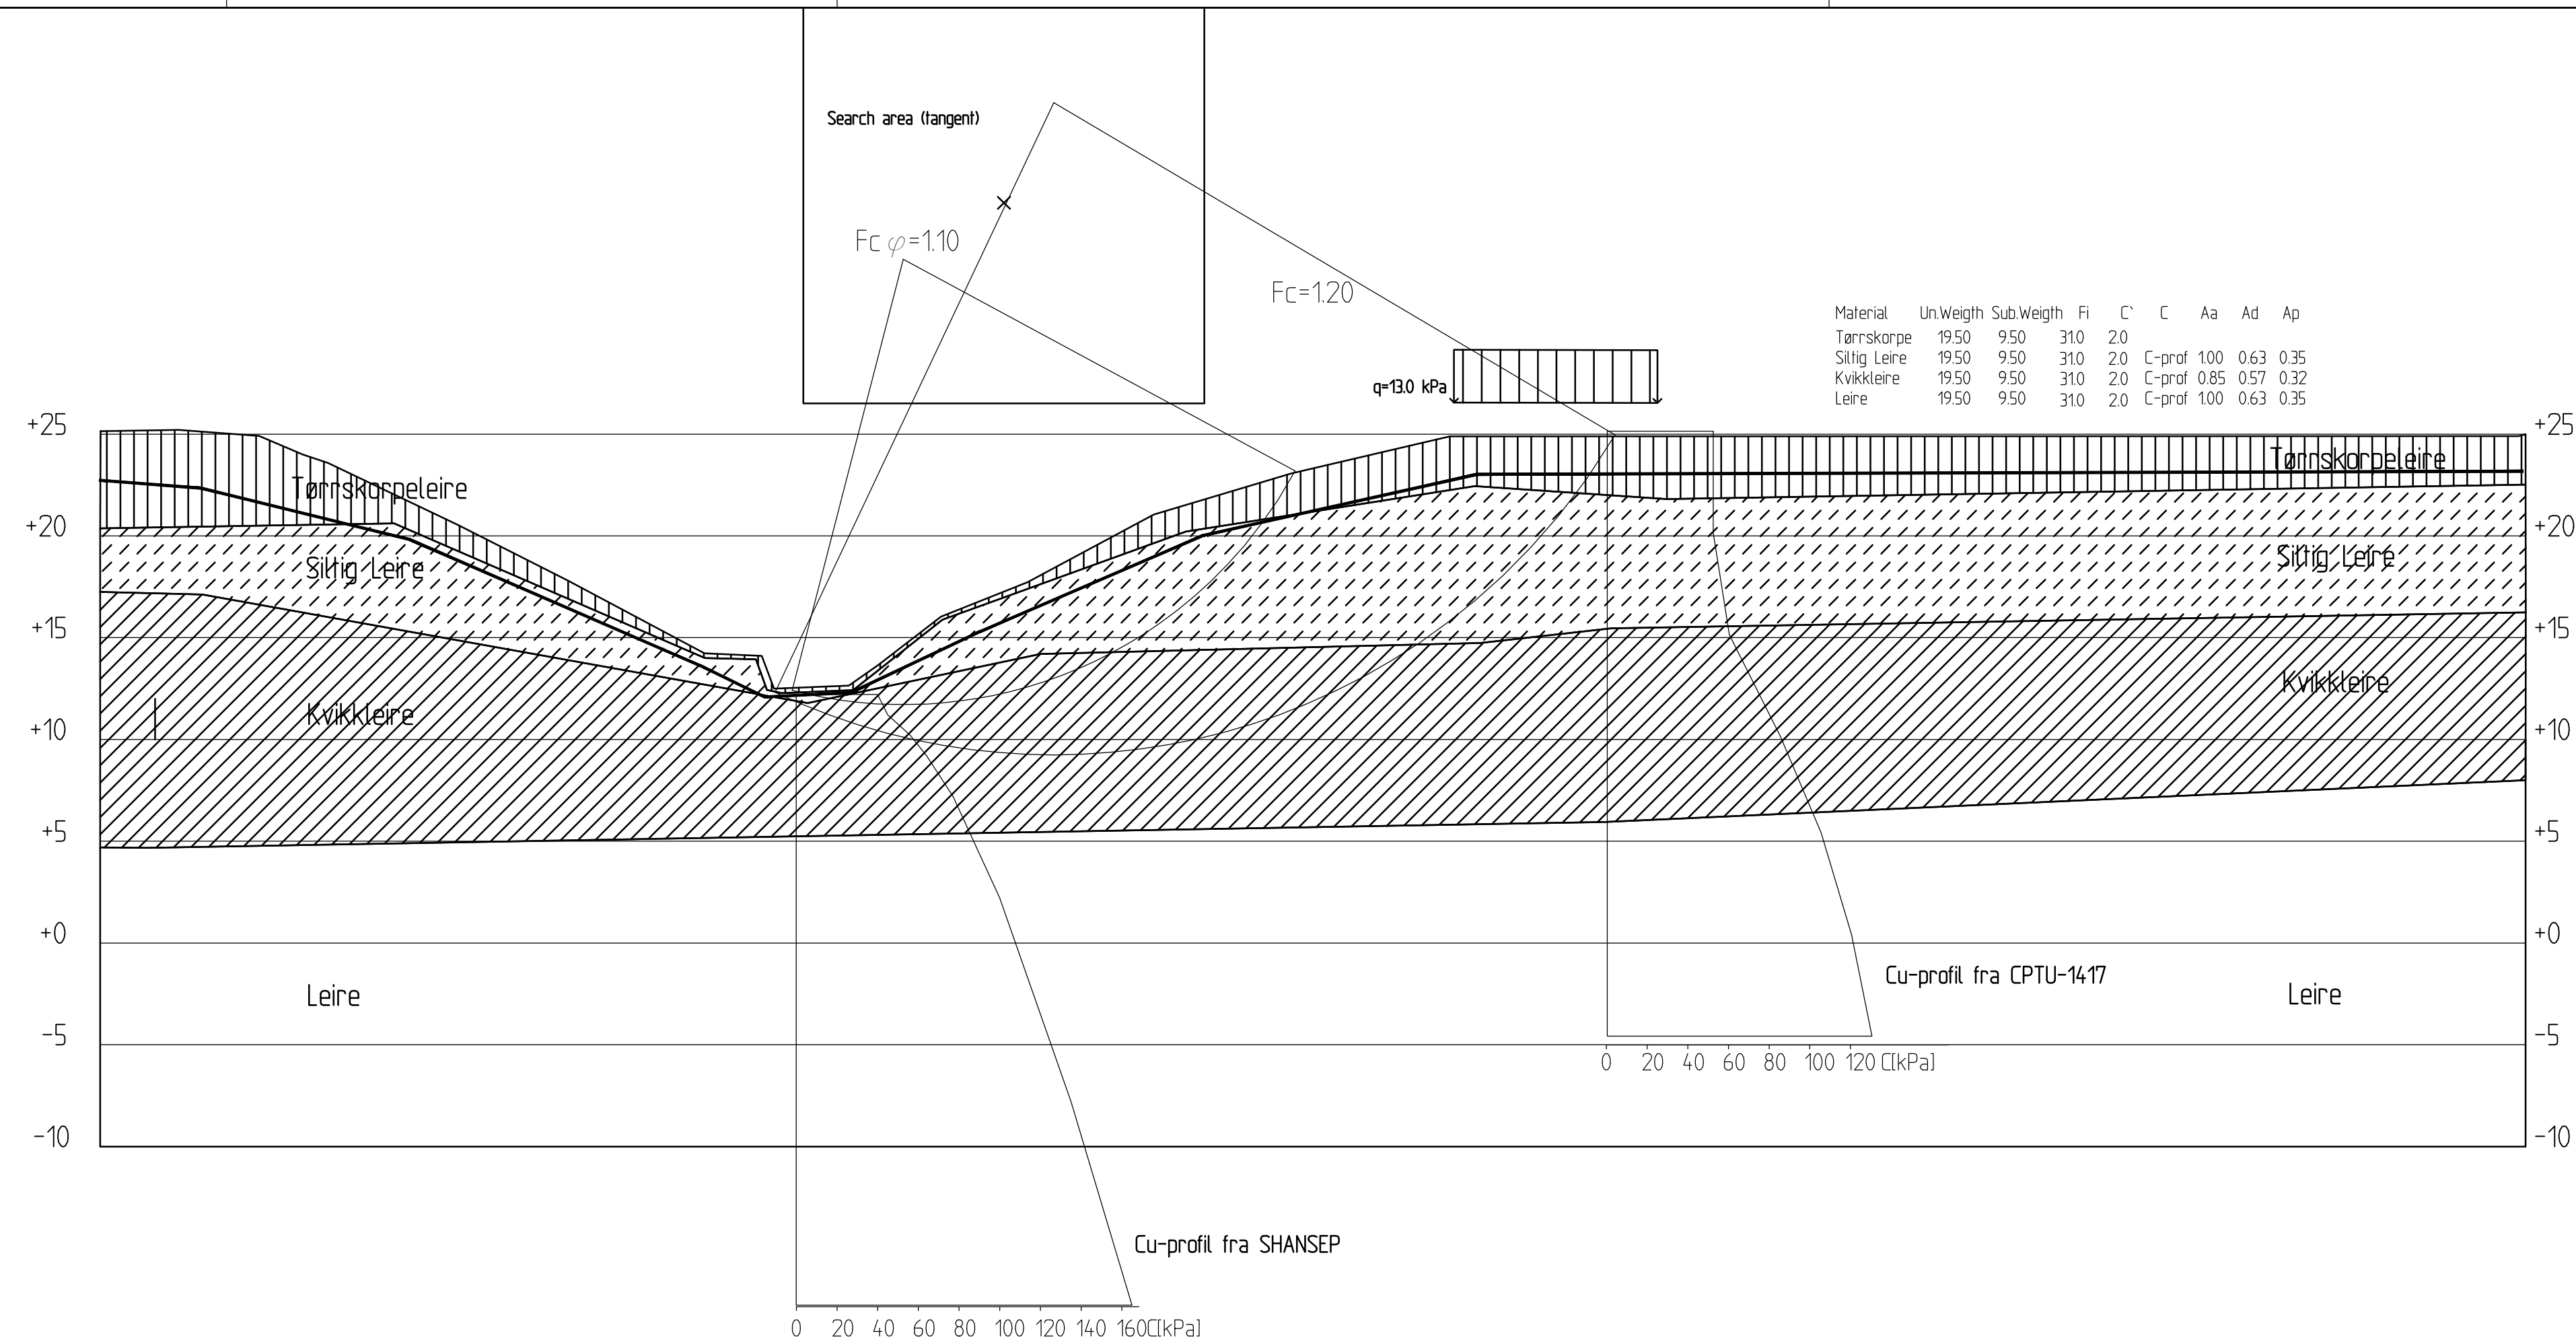 Search area (tangent)
Fc φ=1.10
Fc=1.20
q=13.0 kPa
Material Un.Weigth Sub.Weigth Fi C` C Aa Ad Ap
Tørrskorpe 19.50 9.50 31.0 2.0
Siltig Leire 19.50 9.50 31.0 2.0 C-prof 1.00 0.63 0.35
Kvikkleire 19.50 9.50 31.0 2.0 C-prof 0.85 0.57 0.32
Leire 19.50 9.50 31.0 2.0 C-prof 1.00 0.63 0.35
+25 +25
Tørrskorpeleire Tørrskorpeleire
+20 +20
Siltig Leire Siltig Leire
+15 +15
Kvikkleire Kvikkleire
+10 +10
+5 +5
+0 +0
Cu-profil fra CPTU-1417
Leire Leire
-5 -5
0 20 40 60 80 100 120 C[kPa]
-10 -10
Cu-profil fra SHANSEP
0 20 40 60 80 100 120 140 160C[kPa]